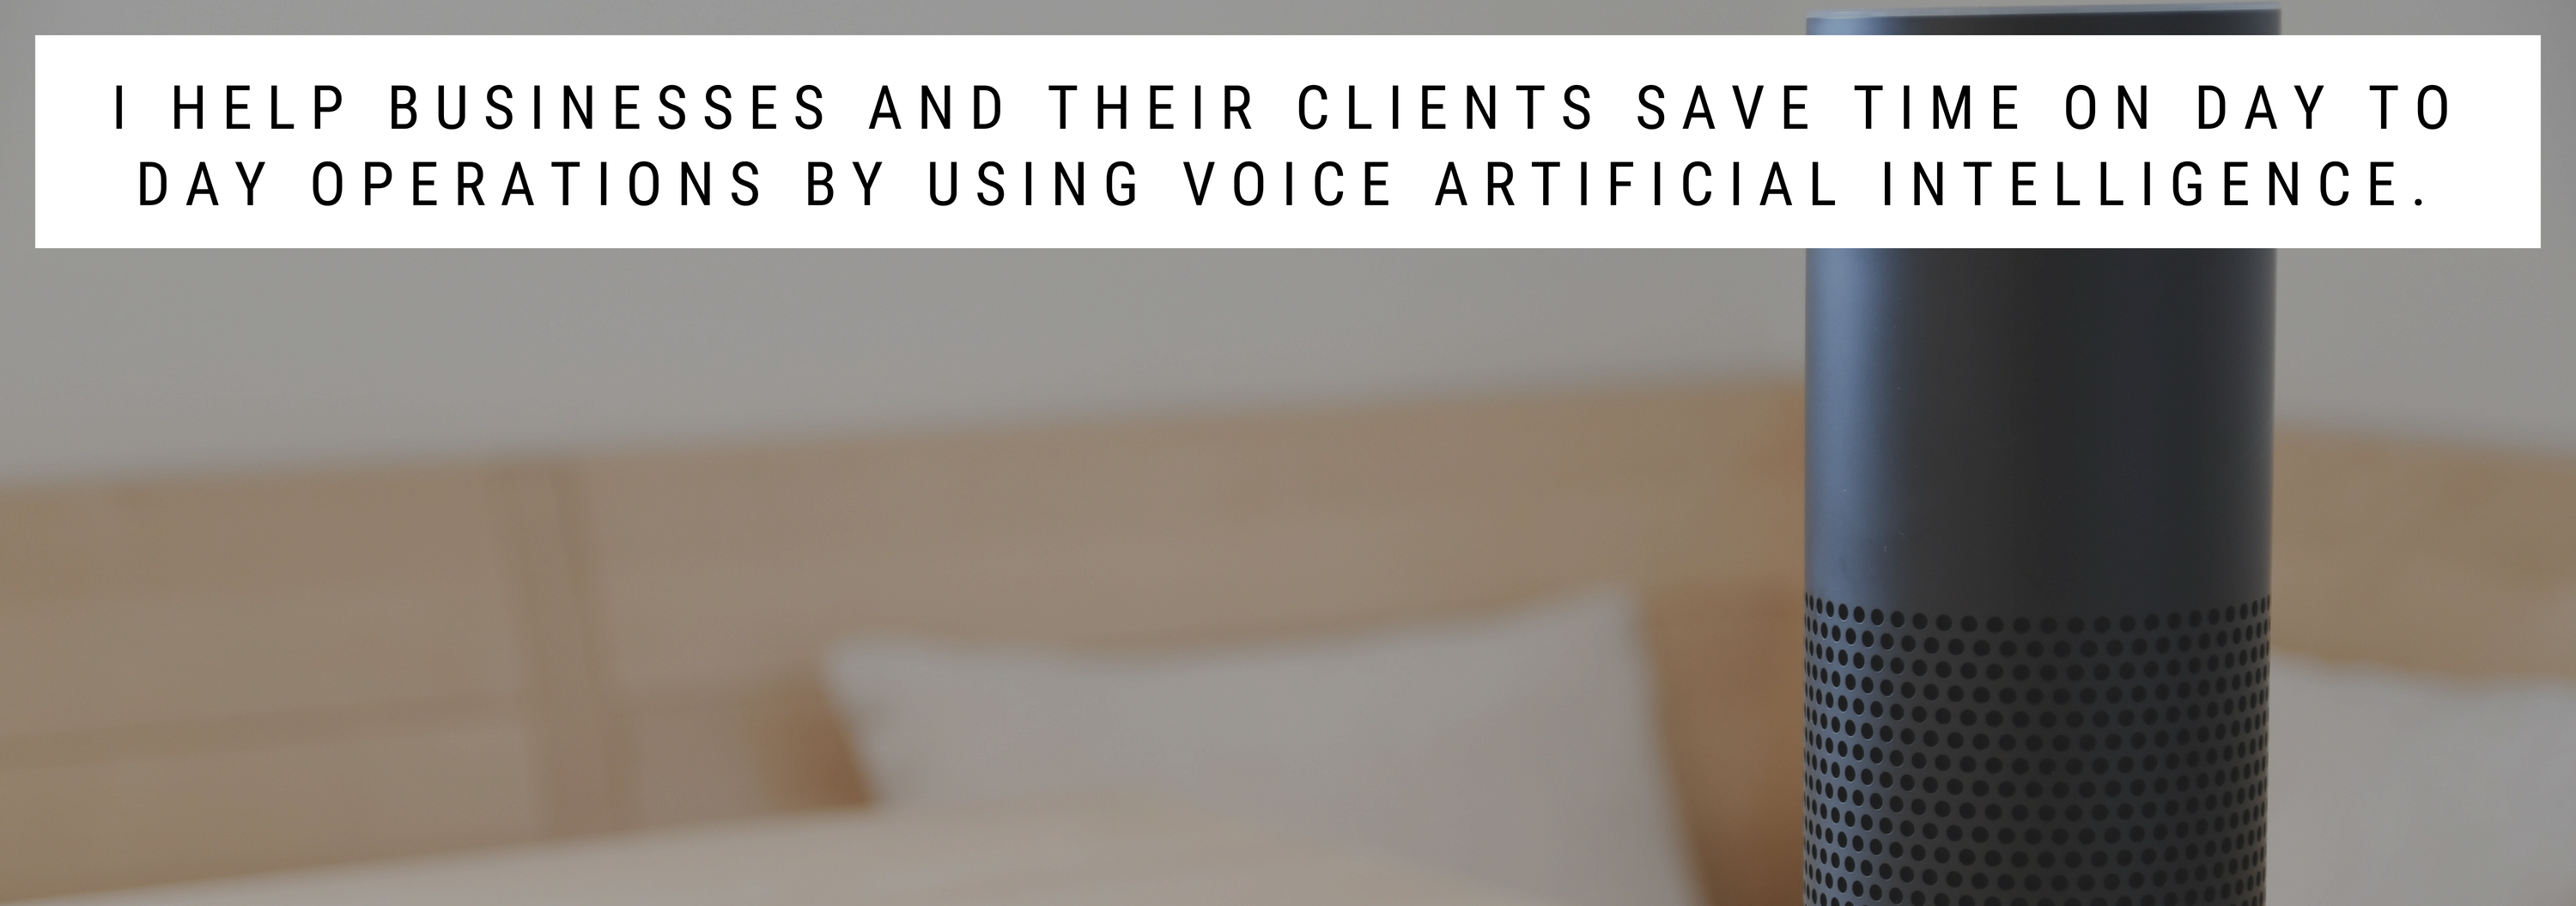 I HELP BUSINESSES AND THEIR CLIENTS SAVE TIME ON DAY TO
DAY OPERATIONS BY USING VOICE ARTIFICIAL INTELLIGENCE.